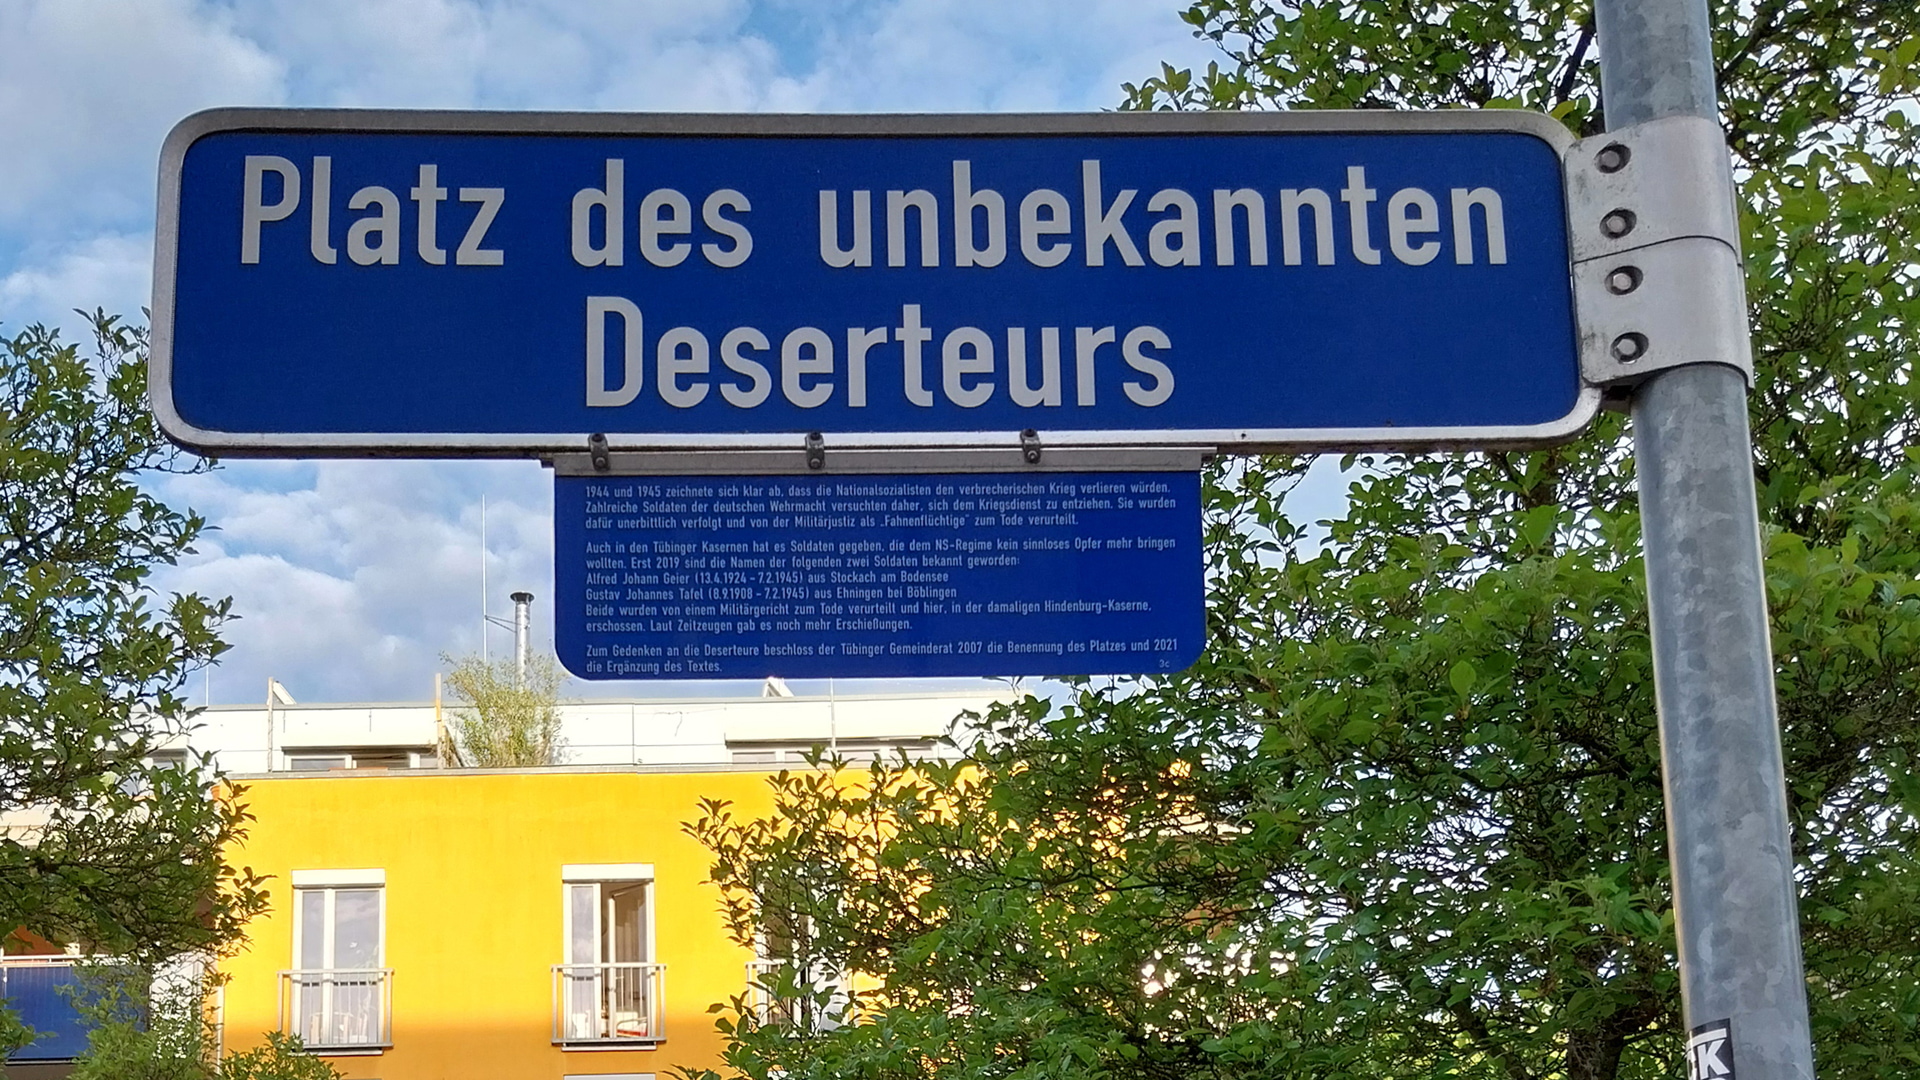 Platz des unbekannten
Deserteurs
1944 und 1945 zeichnete sich klar ab, dass die Nationalsozialisten den verbrecherischen Krieg verlieren würden.
Zahlreiche Soldaten der deutschen Wehrmacht versuchten daher, sich dem Kriegsdienst zu entziehen. Sie wurden
dafür unerbittlich verfolgt und von der Militärjustiz als „Fahnenflüchtige“ zum Tode verurteilt.
Auch in den Tübinger Kasernen hat es Soldaten gegeben, die dem NS-Regime kein sinnloses Opfer mehr bringen
wollten. Erst 2019 sind die Namen der folgenden zwei Soldaten bekannt geworden:
Alfred Johann Geier (13.4.1924 - 7.2.1945) aus Stockach am Bodensee
Gustav Johannes Tafel (8.9.1908 - 7.2.1945) aus Ehningen bei Böblingen
Beide wurden von einem Militärgericht zum Tode verurteilt und hier, in der damaligen Hindenburg-Kaserne,
erschossen. Laut Zeitzeugen gab es noch mehr Erschießungen.
Zum Gedenken an die Deserteure beschloss der Tübinger Gemeinderat 2007 die Benennung des Platzes und 2021
die Ergänzung des Textes.
3c